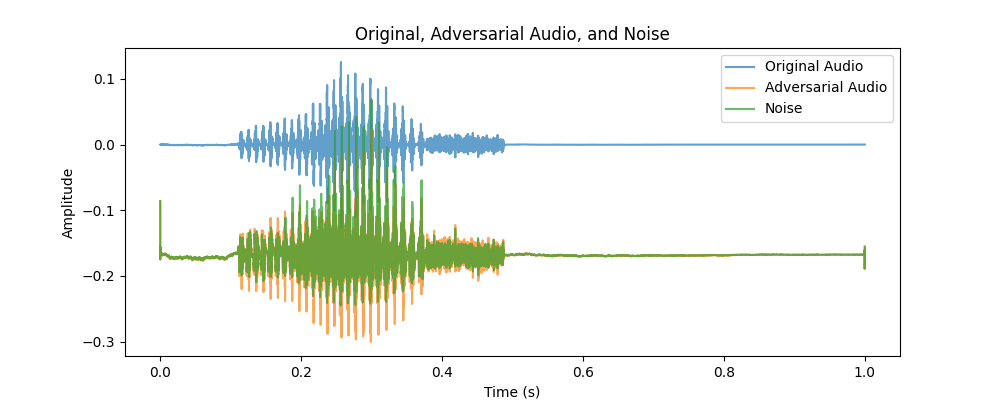 Original, Adversarial Audio, and Noise
Original Audio
Adversarial Audio
Noise
Amplitude
0.1
0.0
−0.1
−0.2
−0.3
0.0 0.2 0.4 0.6 0.8 1.0
Time (s)